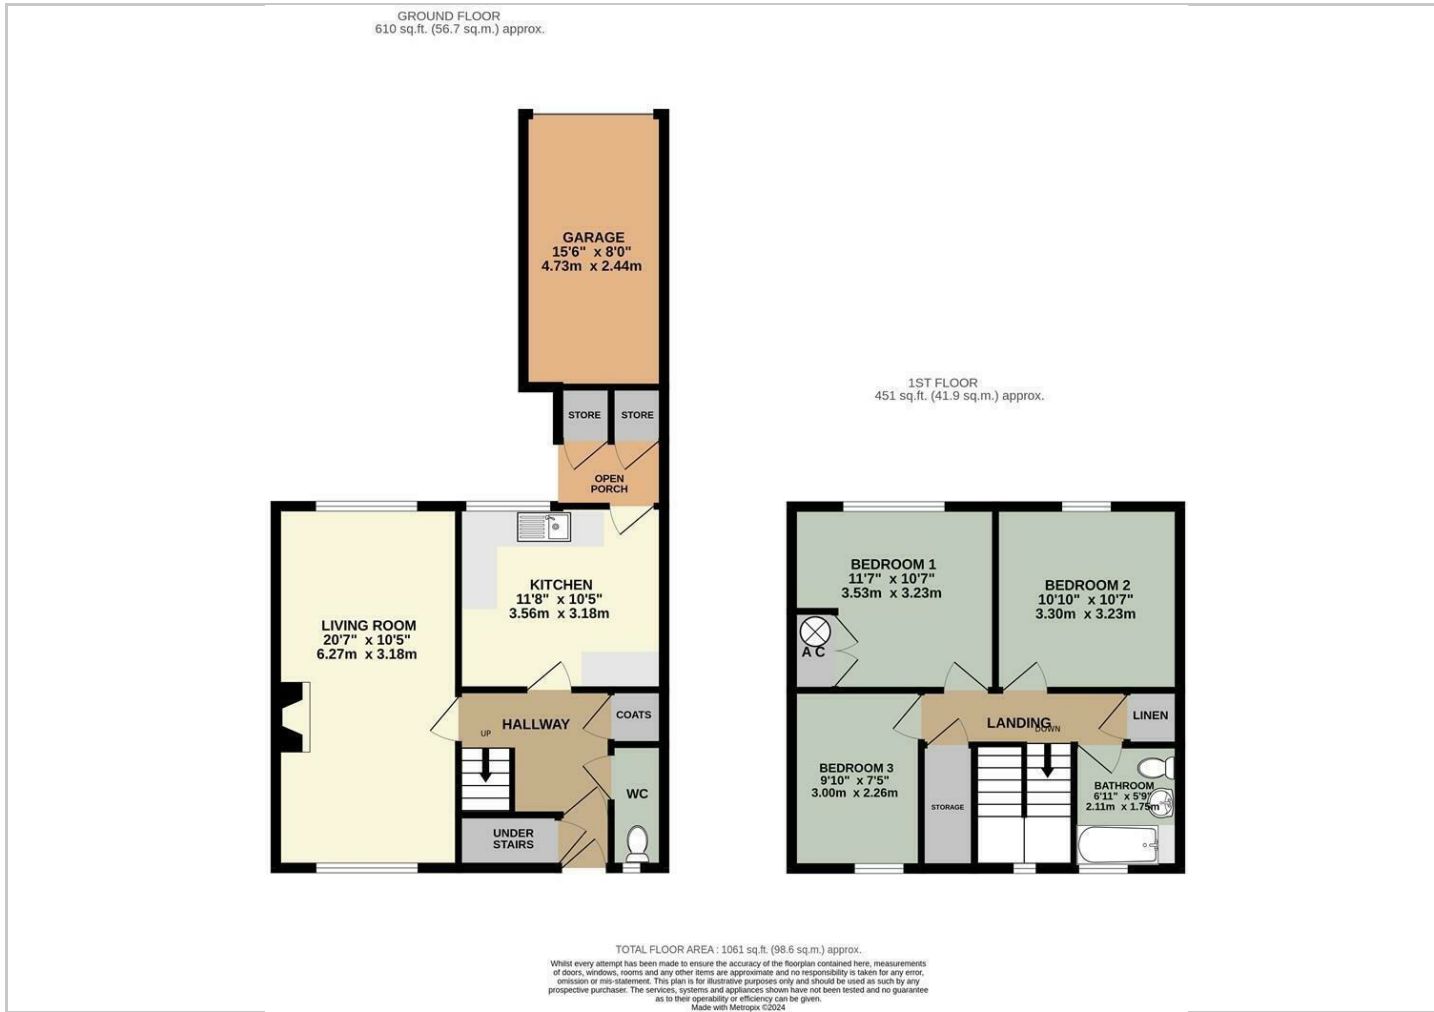 GROUND FLOOR
610 sq.ft. (56.7 sq.m.) approx.
GARAGE
15'6" x 8'0"
4.73m x 2.44m
STORE
STORE
OPEN
PORCH
KITCHEN
11'8" x 10'5"
3.56m x 3.18m
LIVING ROOM
20'7" x 10'5"
6.27m x 3.18m
HALLWAY
UP
COATS
WC
UNDER
STAIRS
1ST FLOOR
451 sq.ft. (41.9 sq.m.) approx.
BEDROOM 1
11'7" x 10'7"
3.53m x 3.23m
BEDROOM 2
10'10" x 10'7"
3.30m x 3.23m
A C
LANDING
DOWN
LINEN
BEDROOM 3
9'10" x 7'5"
3.00m x 2.26m
STORAGE
BATHROOM
6'11" x 5'9"
2.11m x 1.75m
TOTAL FLOOR AREA : 1061 sq.ft. (98.6 sq.m.) approx.
Whilst every attempt has been made to ensure the accuracy of the floorplan contained here, measurements
of doors, windows, rooms and any other items are approximate and no responsibility is taken for any error,
omission or mis-statement. This plan is for illustrative purposes only and should be used as such by any
prospective purchaser. The services, systems and appliances shown have not been tested and no guarantee
as to their operability or efficiency can be given.
Made with Metropix ©2024